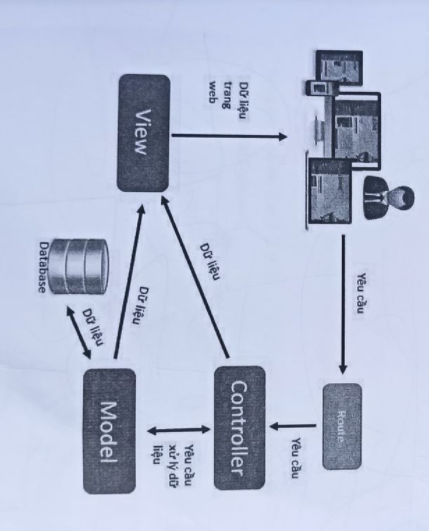 Yêu cầu
Route
Yêu cầu
Dữ liệu
trang
web
Controller
Dữ liệu
Yêu cầu
xử lý dữ
liệu
View
Dữ liệu
Model
Dữ liệu
Database